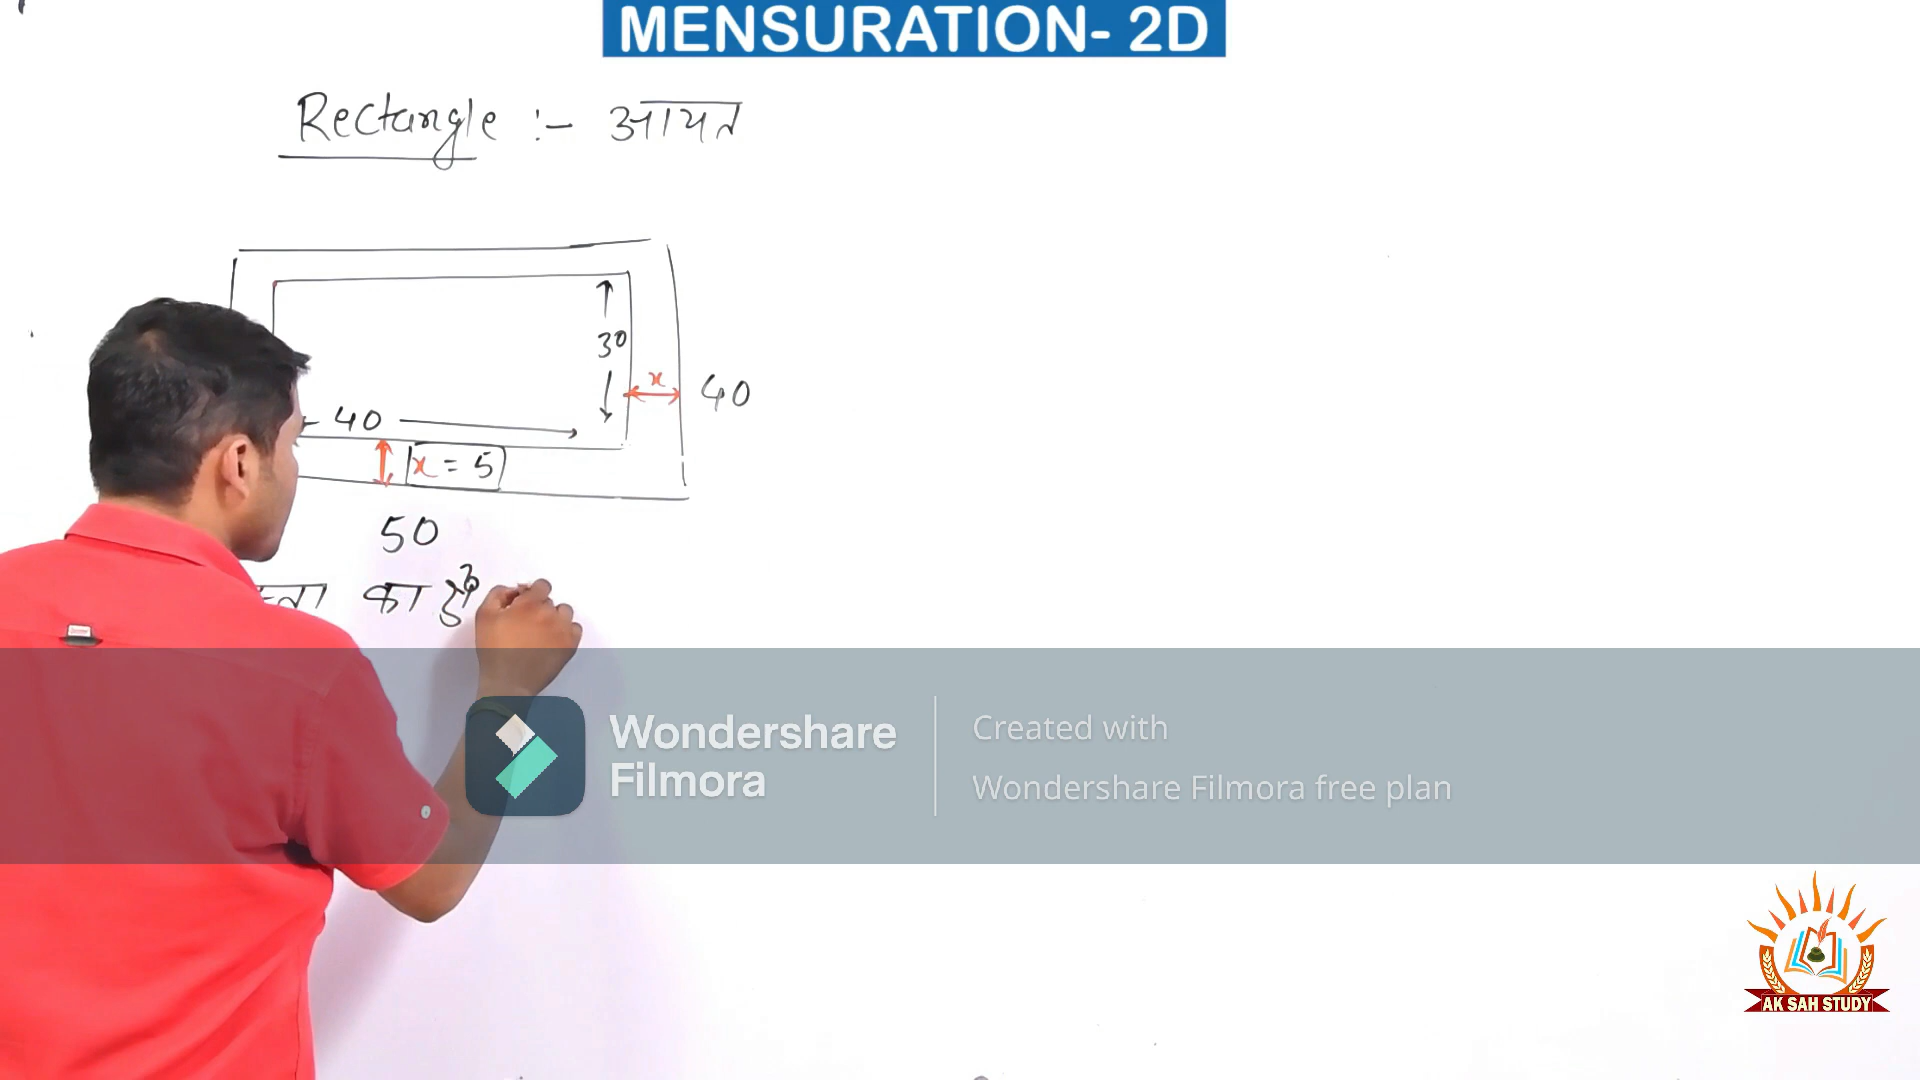 MENSURATION- 2D
Rectangle :- आयत
30
x
40
40
x = 5
50
का क्षे
Wondershare
Filmora
Created with
Wondershare Filmora free plan
AK SAH STUDY